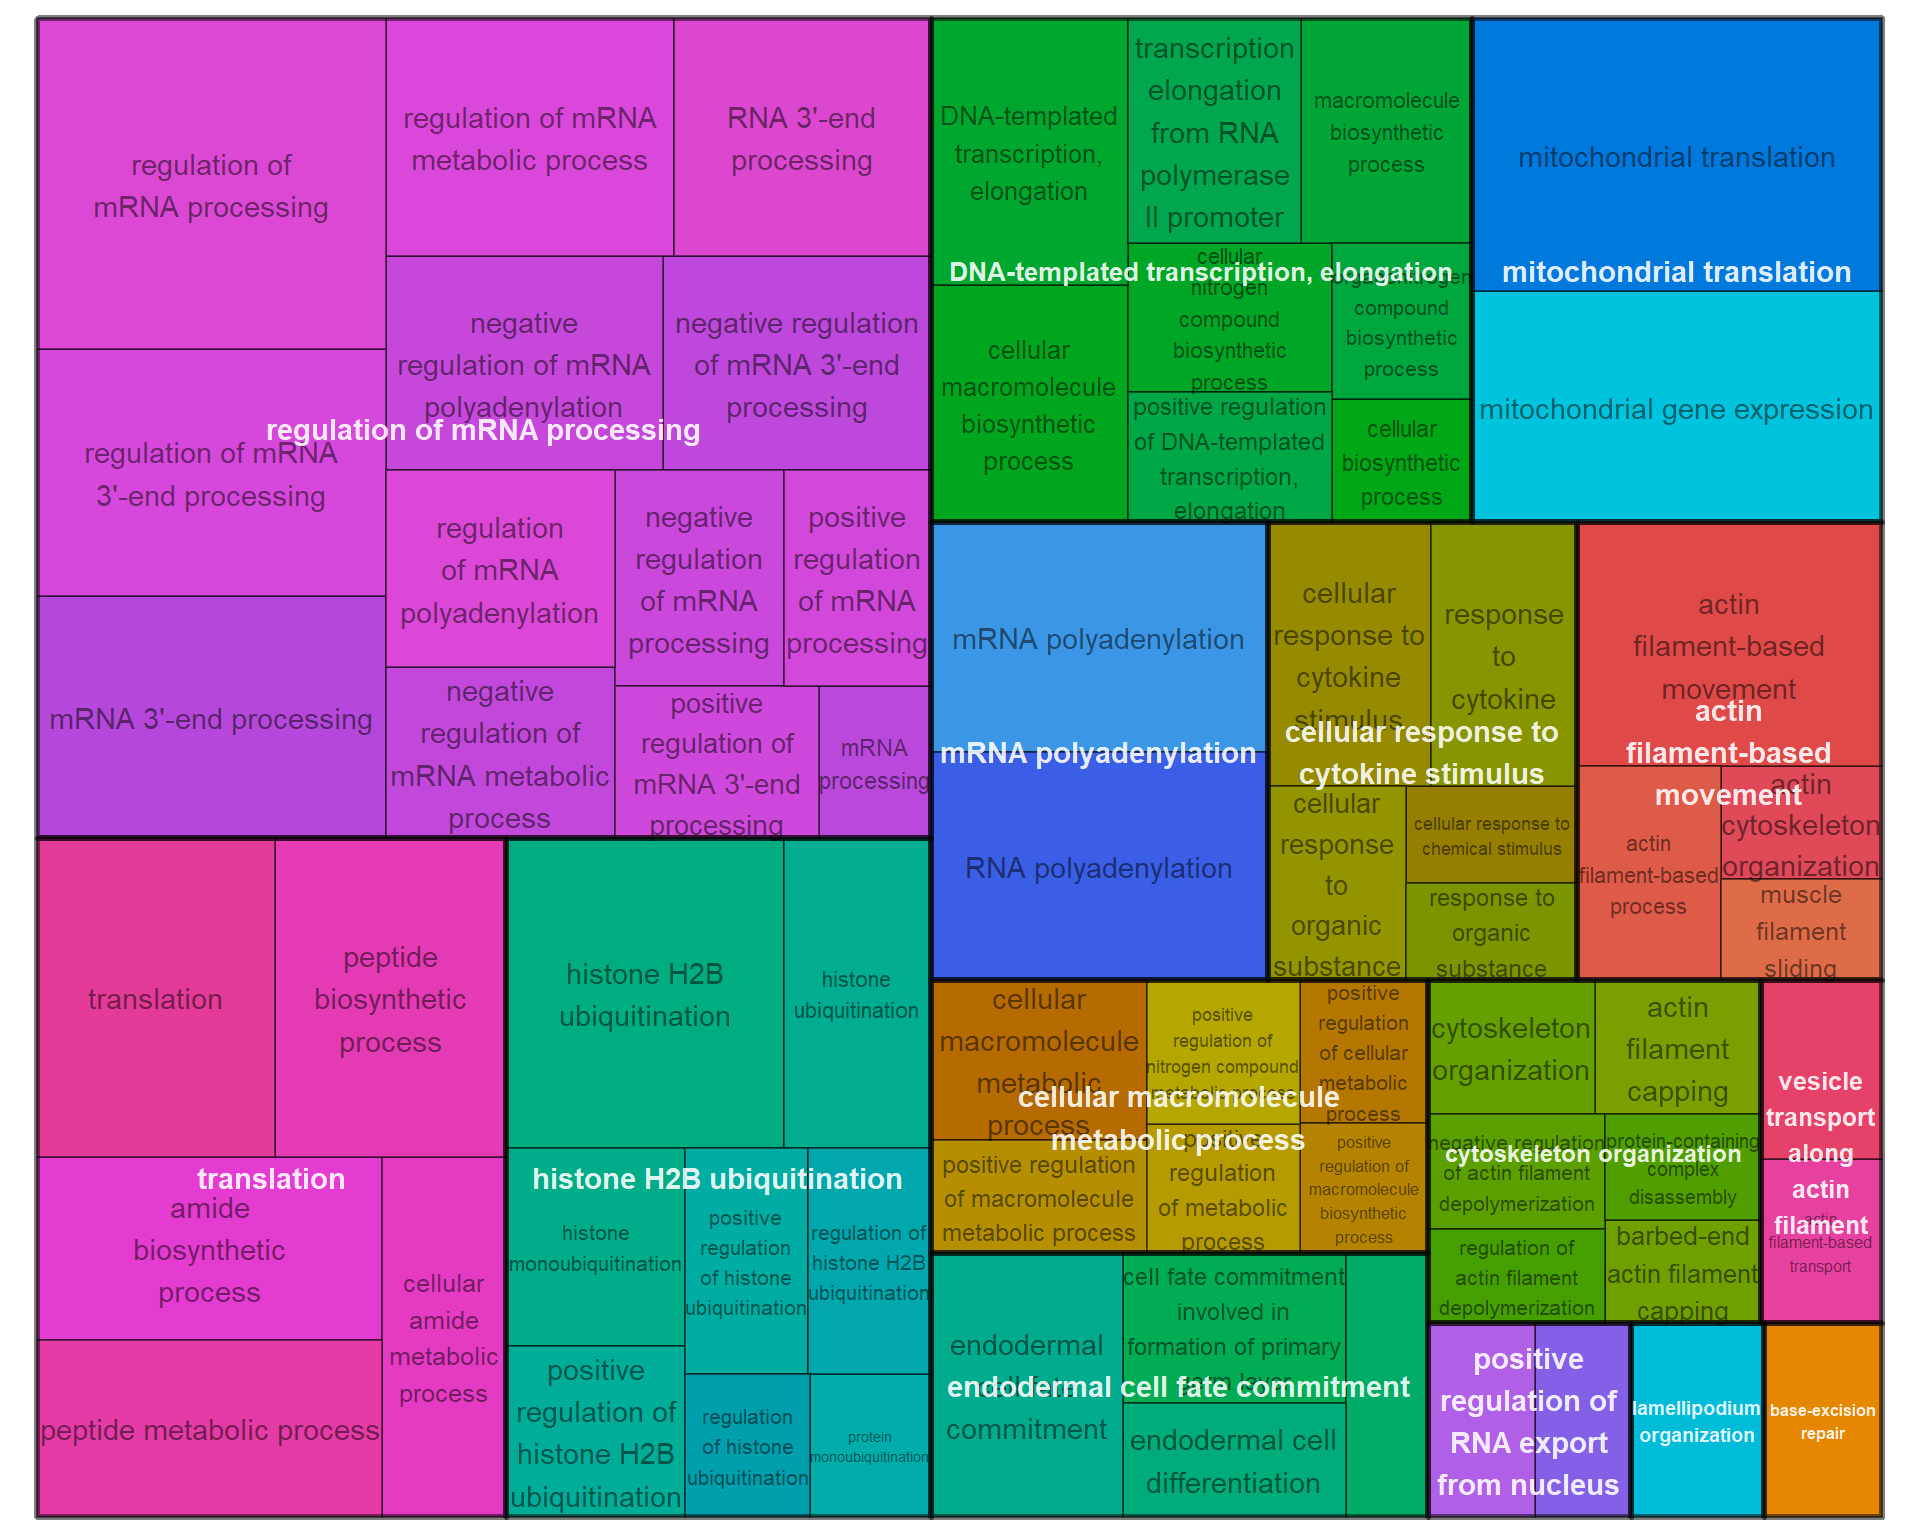 regulation of
mRNA processing
regulation of mRNA
metabolic process
RNA 3'-end
processing
regulation of mRNA
3'-end processing
negative
regulation of mRNA
polyadenylation
negative regulation
of mRNA 3'-end
processing
regulation of mRNA processing
mRNA 3'-end processing
regulation
of mRNA
polyadenylation
negative
regulation
of mRNA
processing
positive
regulation
of mRNA
processing
negative
regulation of
mRNA metabolic
process
positive
regulation of
mRNA 3'-end
processing
mRNA
processing
DNA-templated
transcription,
elongation
transcription
elongation
from RNA
polymerase
II promoter
macromolecule
biosynthetic
process
DNA-templated transcription, elongation
cellular
macromolecule
biosynthetic
process
cellular
nitrogen
compound
biosynthetic
process
organonitrogen
compound
biosynthetic
process
positive regulation
of DNA-templated
transcription,
elongation
cellular
biosynthetic
process
mitochondrial translation
mitochondrial translation
mitochondrial gene expression
mRNA polyadenylation
mRNA polyadenylation
RNA polyadenylation
cellular
response to
cytokine
stimulus
response
to
cytokine
cellular response to
cytokine stimulus
cellular
response
to
organic
substance
cellular response to
chemical stimulus
response to
organic
substance
actin
filament-based
movement
actin
filament-based
movement
actin
filament-based
process
actin
cytoskeleton
organization
muscle
filament
sliding
translation
peptide
biosynthetic
process
translation
amide
biosynthetic
process
cellular
amide
metabolic
process
peptide metabolic process
histone H2B
ubiquitination
histone
ubiquitination
histone H2B ubiquitination
histone
monoubiquitination
positive
regulation
of histone
ubiquitination
regulation of
histone H2B
ubiquitination
positive
regulation of
histone H2B
ubiquitination
regulation
of histone
ubiquitination
protein
monoubiquitination
cellular
macromolecule
metabolic
process
positive
regulation of
nitrogen compound
metabolic process
positive
regulation
of cellular
metabolic
process
cellular macromolecule
metabolic process
positive regulation
of macromolecule
metabolic process
positive
regulation
of metabolic
process
positive
regulation of
macromolecule
biosynthetic
process
cytoskeleton
organization
actin
filament
capping
cytoskeleton organization
negative regulation
of actin filament
depolymerization
protein-containing
complex
disassembly
regulation of
actin filament
depolymerization
barbed-end
actin filament
capping
vesicle
transport
along
actin
filament
actin
filament-based
transport
endodermal
cell fate
commitment
cell fate commitment
involved in
formation of primary
germ layer
endodermal cell fate commitment
endodermal cell
differentiation
positive
regulation of
RNA export
from nucleus
lamellipodium
organization
base-excision
repair